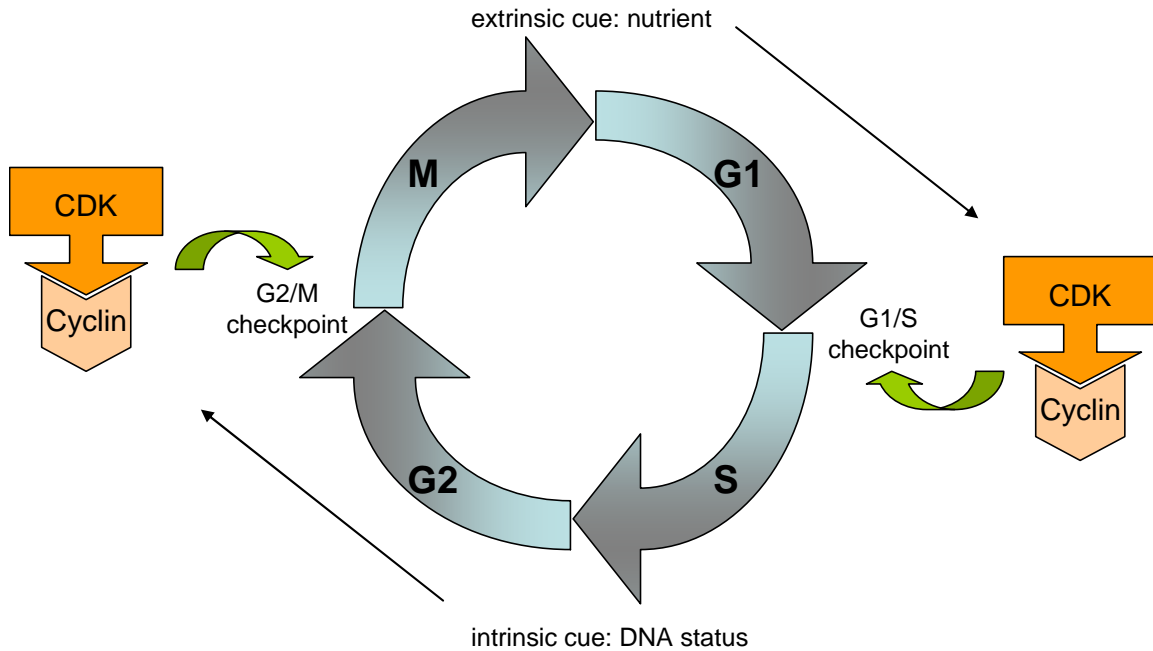 extrinsic cue: nutrient
M
G1
CDK
Cyclin
G2/M
checkpoint
G1/S
checkpoint
CDK
Cyclin
G2
S
intrinsic cue: DNA status